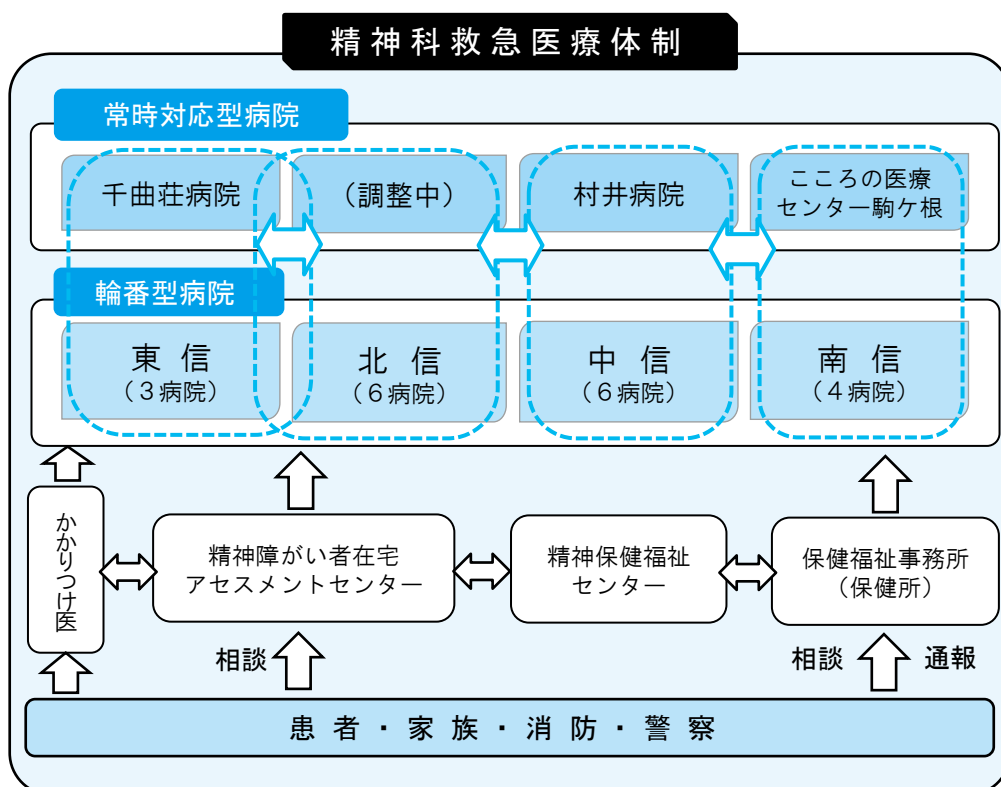 精神科救急医療体制
常時対応型病院
千曲荘病院
（調整中）
村井病院
こころの医療
センター駒ケ根
輪番型病院
東信
（３病院）
北信
（６病院）
中信
（６病院）
南信
（４病院）
かかりつけ医
精神障がい者在宅
アセスメントセンター
精神保健福祉
センター
保健福祉事務所
（保健所）
相談
相談
通報
患者・家族・消防・警察